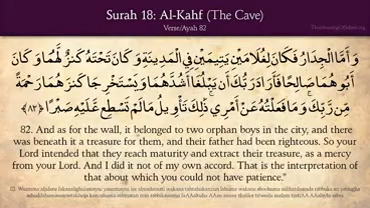 Surah 18: Al-Kahf (The Cave)
Verse/Ayah 82
وَأَمَّا الْجِدَارُ فَكَانَ لِغُلَامَيْنِ يَتِيمَيْنِ فِي الْمَدِينَةِ وَكَانَ تَحْتَهُ كَنزٌ لَّهُمَا وَكَانَ
أَبُوهُمَا صَالِحًا فَأَرَادَ رَبُّكَ أَن يَبْلُغَا أَشُدَّهُمَا وَيَسْتَخْرِجَا كَنزَهُمَا رَحْمَةً
مِّن رَّبِّكَ ۚ وَمَا فَعَلْتُهُ عَنْ أَمْرِي ۚ ذَٰلِكَ تَأْوِيلُ مَا لَمْ تَسْطِع عَّلَيْهِ صَبْرًا ﴿٨٢﴾
82. And as for the wall, it belonged to two orphan boys in the city, and there
was beneath it a treasure for them, and their father had been righteous. So your
Lord intended that they reach maturity and extract their treasure, as a mercy
from your Lord. And I did it not of my own accord. That is the interpretation of
that about which you could not have patience."